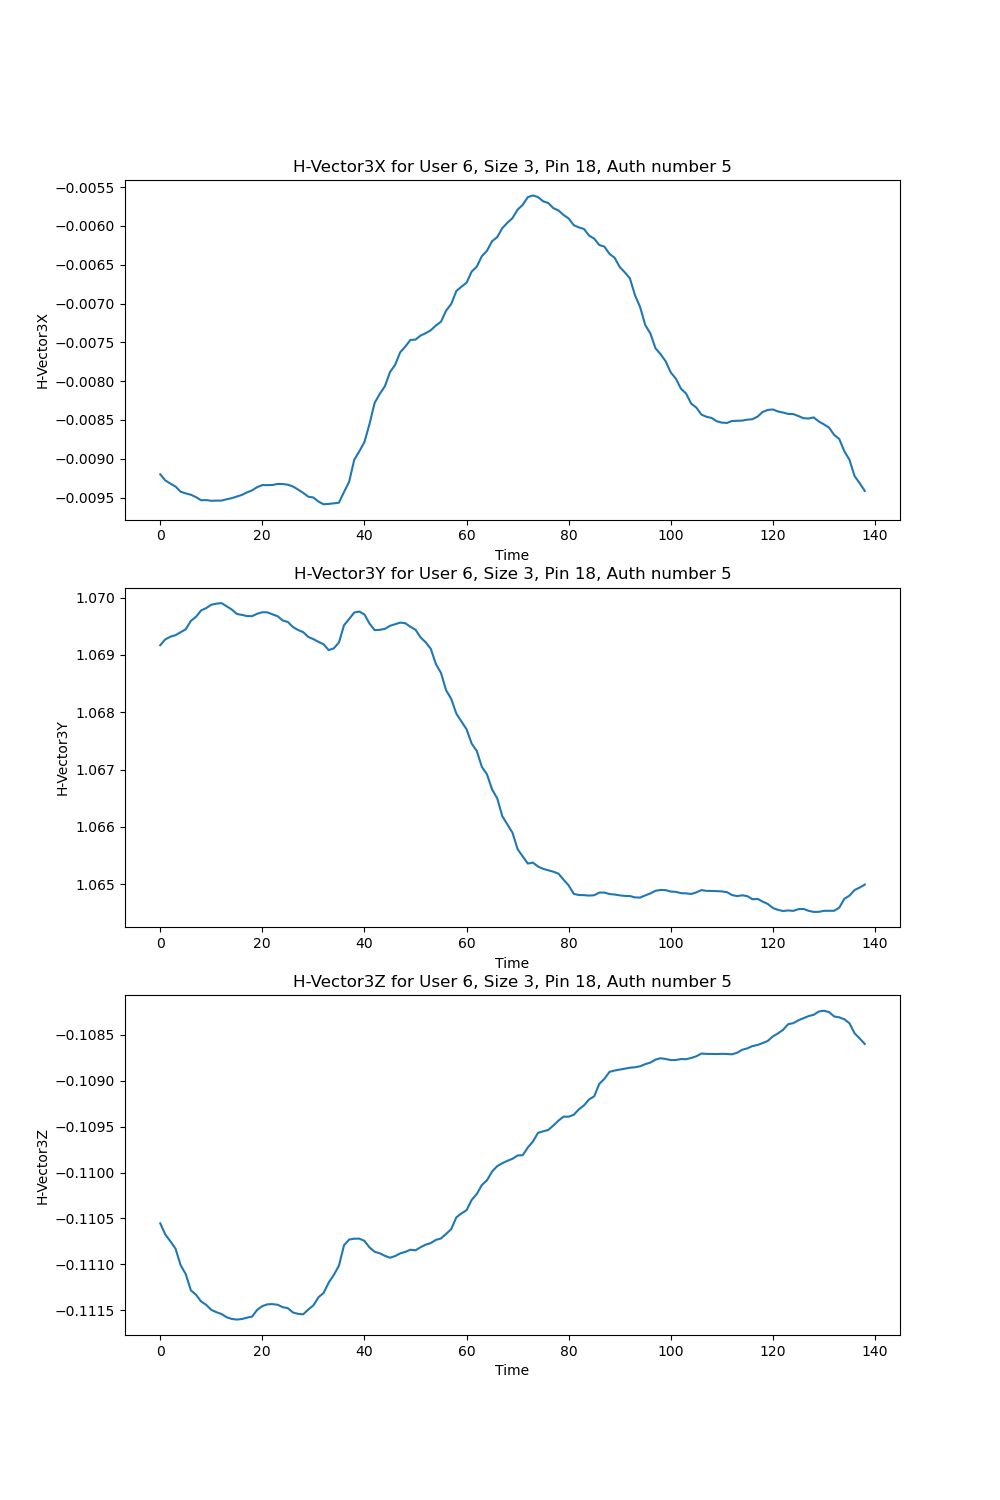 H-Vector3X for User 6, Size 3, Pin 18, Auth number 5
H-Vector3X
−0.0055
−0.0060
−0.0065
−0.0070
−0.0075
−0.0080
−0.0085
−0.0090
−0.0095
0 20 40 60 80 100 120 140
Time
H-Vector3Y for User 6, Size 3, Pin 18, Auth number 5
H-Vector3Y
1.070
1.069
1.068
1.067
1.066
1.065
0 20 40 60 80 100 120 140
Time
H-Vector3Z for User 6, Size 3, Pin 18, Auth number 5
H-Vector3Z
−0.1085
−0.1090
−0.1095
−0.1100
−0.1105
−0.1110
−0.1115
0 20 40 60 80 100 120 140
Time